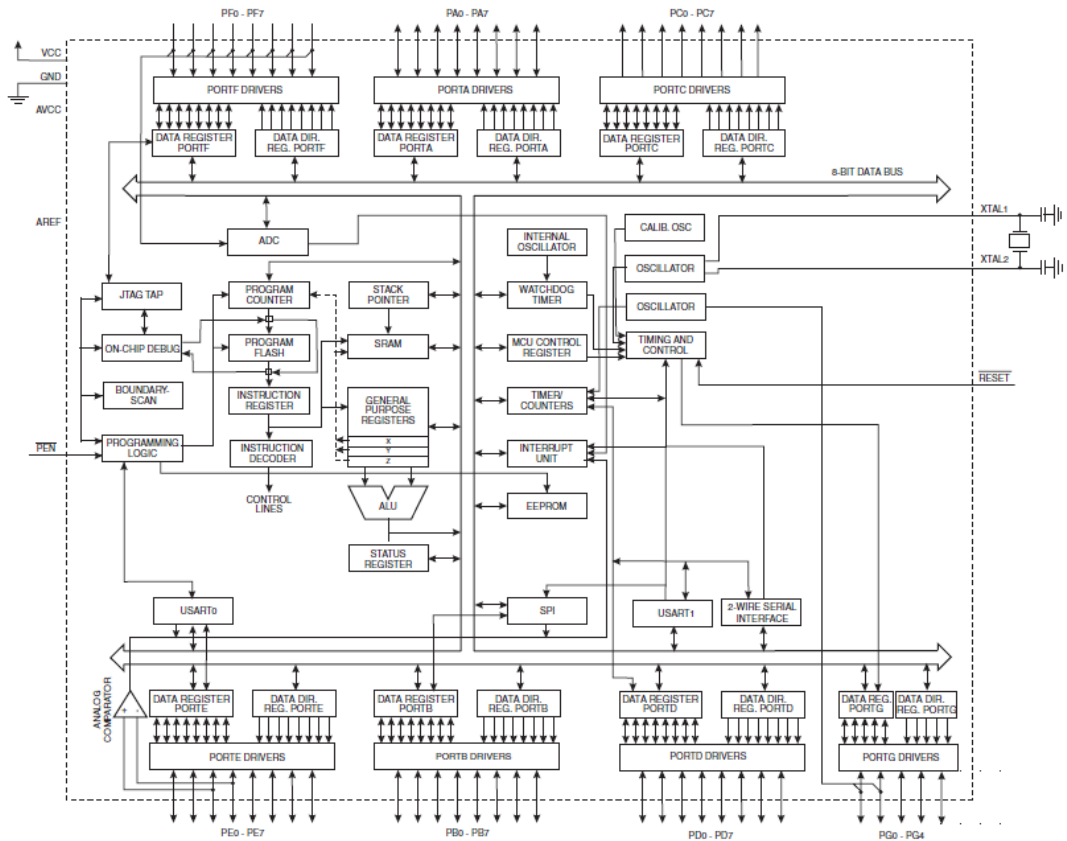 PF0 - PF7
PA0 - PA7
PC0 - PC7
VCC
GND
AVCC
PORTF DRIVERS
PORTA DRIVERS
PORTC DRIVERS
DATA REGISTER
PORTF
DATA DIR.
REG. PORTF
DATA REGISTER
PORTA
DATA DIR.
REG. PORTA
DATA REGISTER
PORTC
DATA DIR.
REG. PORTC
8-BIT DATA BUS
AREF
ADC
INTERNAL
OSCILLATOR
CALIB. OSC
XTAL1
OSCILLATOR
XTAL2
JTAG TAP
PROGRAM
COUNTER
STACK
POINTER
WATCHDOG
TIMER
OSCILLATOR
ON-CHIP DEBUG
PROGRAM
FLASH
SRAM
MCU CONTROL
REGISTER
TIMING AND
CONTROL
RESET
BOUNDARY-
SCAN
INSTRUCTION
REGISTER
GENERAL
PURPOSE
REGISTERS
TIMER/
COUNTERS
X
Y
Z
PEN
PROGRAMMING
LOGIC
INSTRUCTION
DECODER
INTERRUPT
UNIT
CONTROL
LINES
ALU
EEPROM
STATUS
REGISTER
USART0
SPI
USART1
2-WIRE SERIAL
INTERFACE
ANALOG
COMPARATOR
+ -
DATA REGISTER
PORTE
DATA DIR.
REG. PORTE
DATA REGISTER
PORTB
DATA DIR.
REG. PORTB
DATA REGISTER
PORTD
DATA DIR.
REG. PORTD
DATA REG.
PORTG
DATA DIR.
REG. PORTG
PORTE DRIVERS
PORTB DRIVERS
PORTD DRIVERS
PORTG DRIVERS
PE0 - PE7
PB0 - PB7
PD0 - PD7
PG0 - PG4